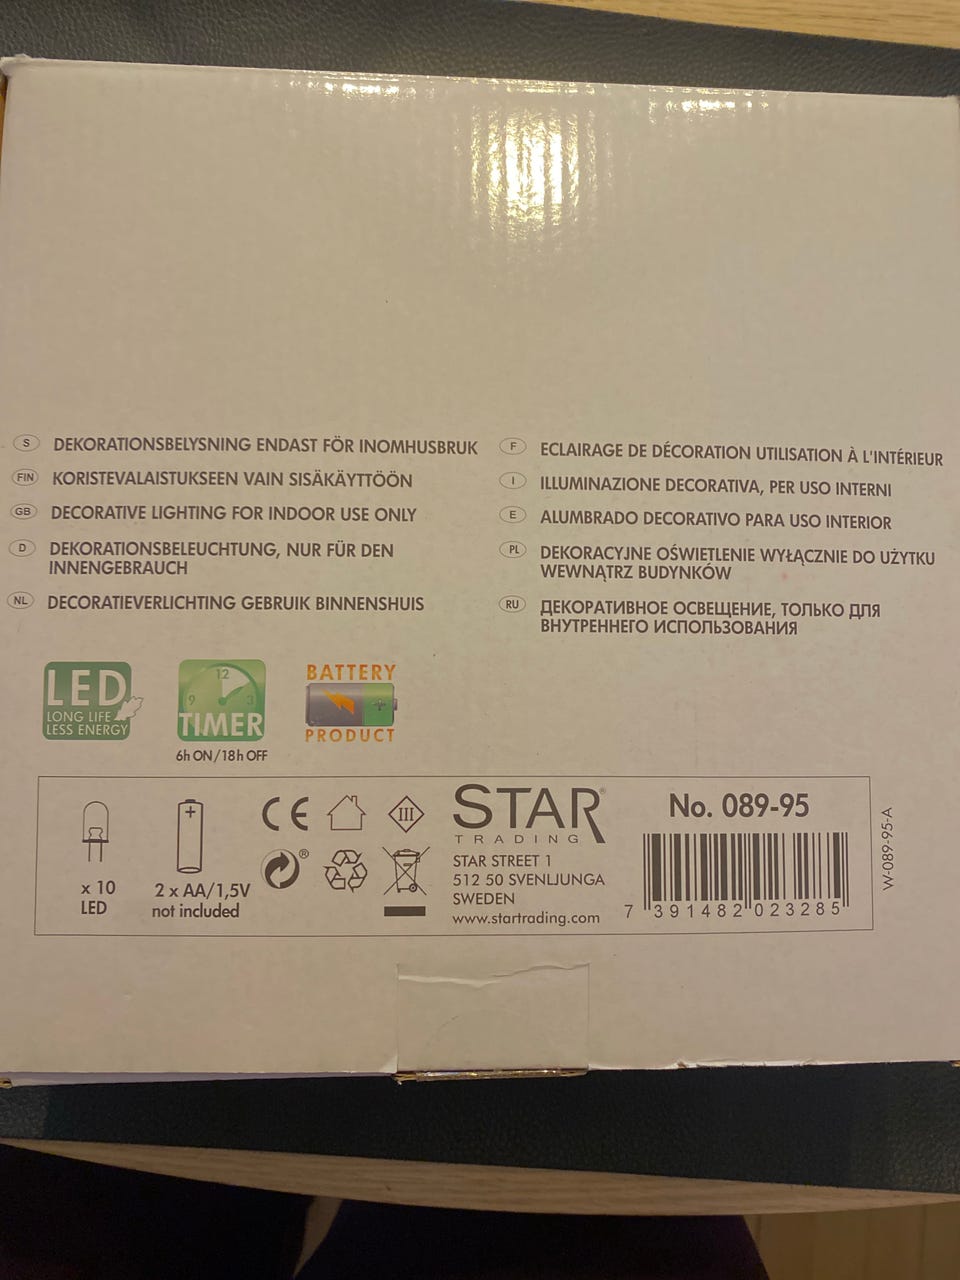 S DEKORATIONSBELYSNING ENDAST FÖR INOMHUSBRUK
FIN KORISTEVALAISTUKSEEN VAIN SISÄKÄYTTÖÖN
GB DECORATIVE LIGHTING FOR INDOOR USE ONLY
D DEKORATIONSBELEUCHTUNG, NUR FÜR DEN
INNENGEBRAUCH
NL DECORATIEVERLICHTING GEBRUIK BINNENSHUIS
F ECLAIRAGE DE DÉCORATION UTILISATION À L'INTÉRIEUR
I ILLUMINAZIONE DECORATIVA, PER USO INTERNI
E ALUMBRADO DECORATIVO PARA USO INTERIOR
PL DEKORACYJNE OŚWIETLENIE WYŁĄCZNIE DO UŻYTKU
WEWNĄTRZ BUDYNKÓW
RU ДЕКОРАТИВНОЕ ОСВЕЩЕНИЕ, ТОЛЬКО ДЛЯ
ВНУТРЕННЕГО ИСПОЛЬЗОВАНИЯ
LED
LONG LIFE
LESS ENERGY
12
9 3
TIMER
6h ON/18h OFF
BATTERY
+
PRODUCT
x 10
LED
+
2 x AA/1,5V
not included
CE
III
®
STAR®
TRADING
STAR STREET 1
512 50 SVENLJUNGA
SWEDEN
www.startrading.com
No. 089-95
7 391482 023285
W-089-95-A